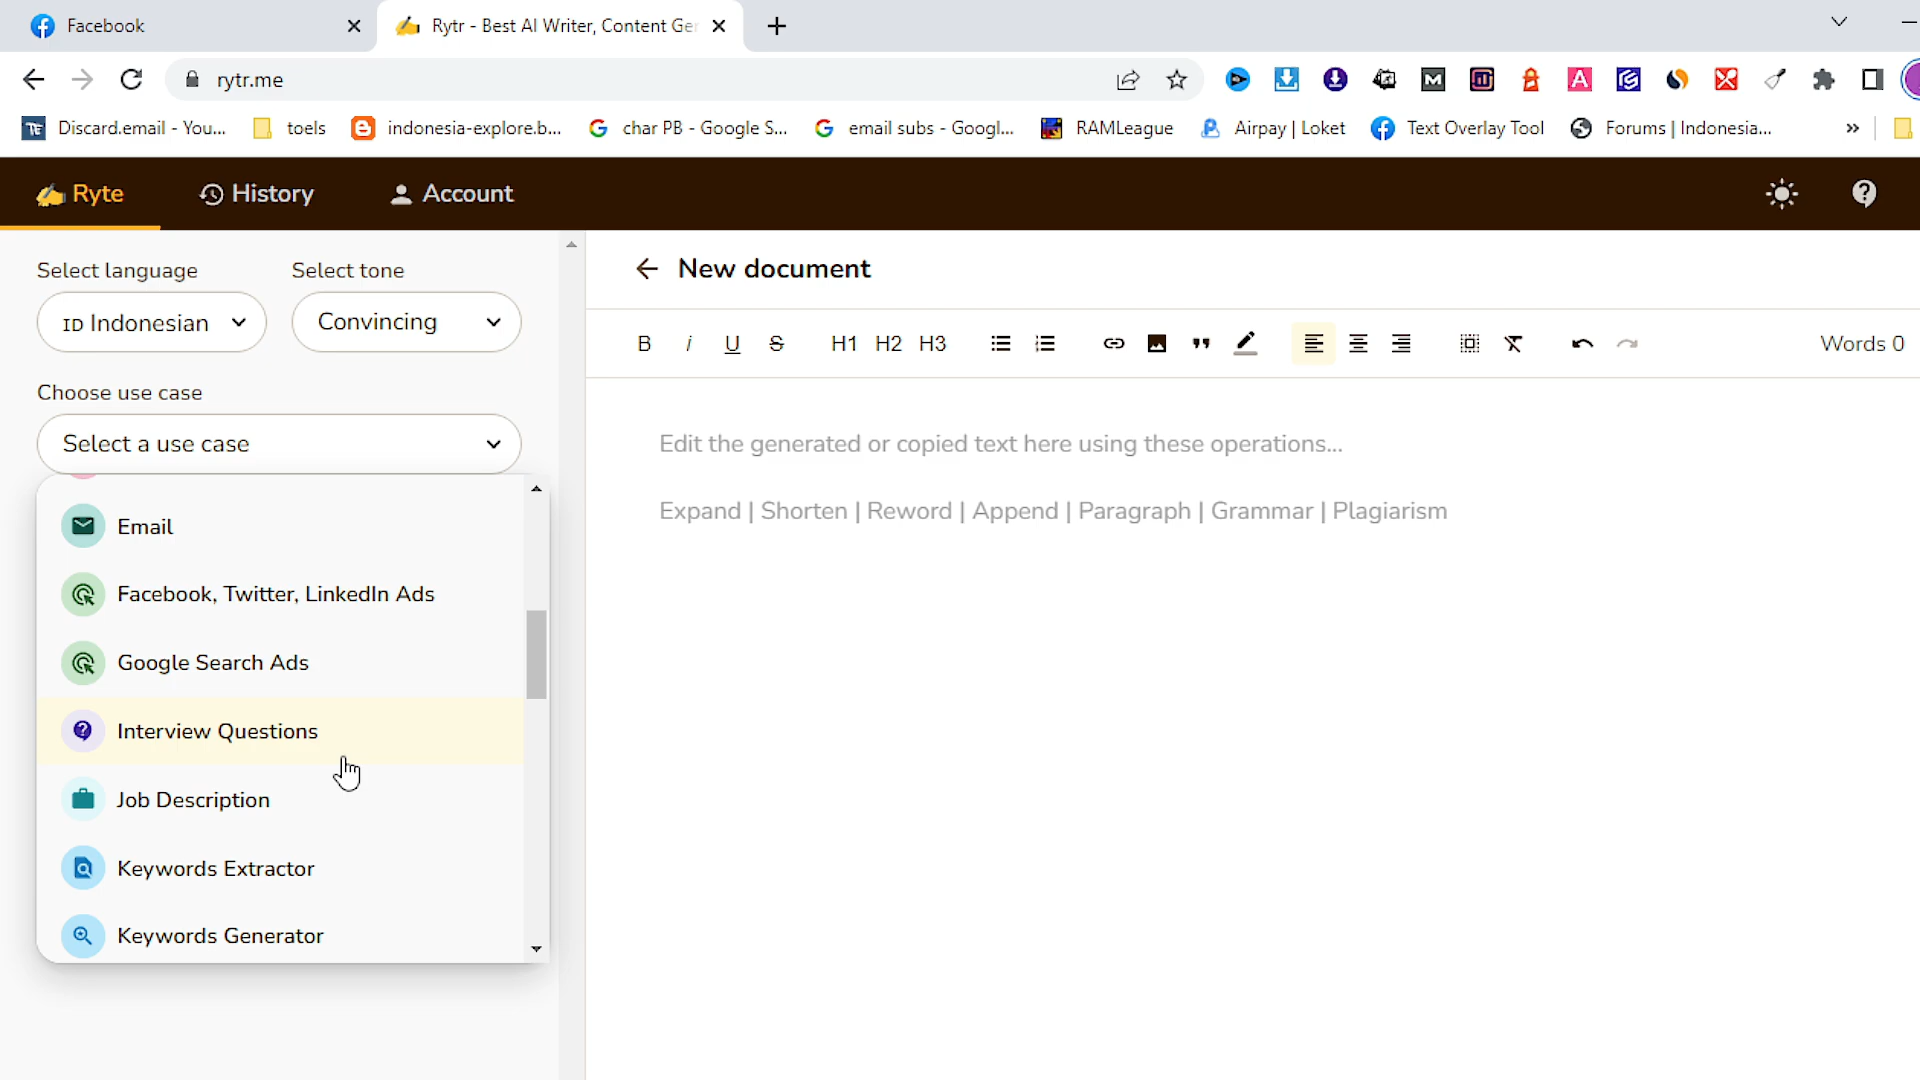 Facebook
Rytr - Best AI Writer, Content Ger
rytr.me
TE Discard.email - You... toels indonesia-explore.b... char PB - Google S... email subs - Googl... RAMLeague Airpay | Loket Text Overlay Tool Forums | Indonesia... »
Ryte History Account
Select language Select tone
ID Indonesian Convincing
Choose use case
Select a use case
Email
Facebook, Twitter, LinkedIn Ads
Google Search Ads
Interview Questions
Job Description
Keywords Extractor
Keywords Generator
New document
B i U S H1 H2 H3 Words 0
Edit the generated or copied text here using these operations...
Expand | Shorten | Reword | Append | Paragraph | Grammar | Plagiarism